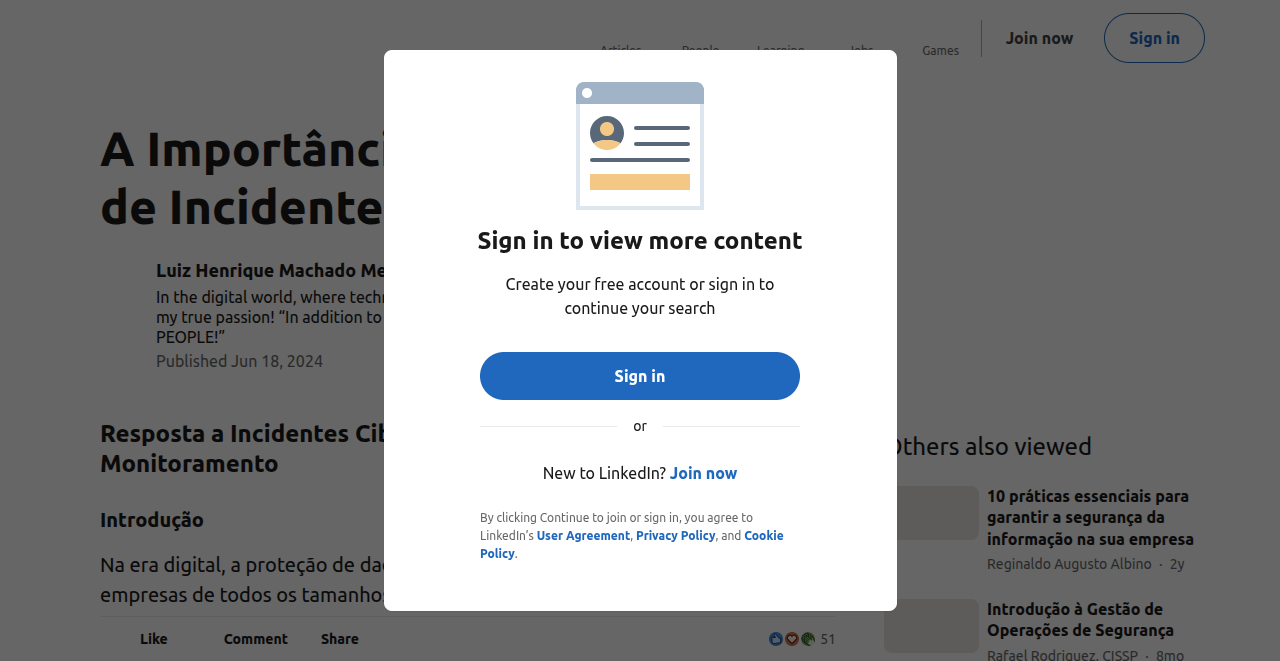 Articles People Learning Jobs Games Join now Sign in
A Importânci
de Incidente
Luiz Henrique Machado Me
In the digital world, where techn
my true passion! “In addition to
PEOPLE!”
Published Jun 18, 2024
Resposta a Incidentes Cib
Monitoramento
Introdução
Na era digital, a proteção de dad
empresas de todos os tamanhos
Like Comment Share 51
Sign in to view more content
Create your free account or sign in to
continue your search
Sign in
or
New to LinkedIn? Join now
By clicking Continue to join or sign in, you agree to
LinkedIn’s User Agreement, Privacy Policy, and Cookie
Policy.
Others also viewed
10 práticas essenciais para
garantir a segurança da
informação na sua empresa
Reginaldo Augusto Albino · 2y
Introdução à Gestão de
Operações de Segurança
Rafael Rodriguez, CISSP · 8mo